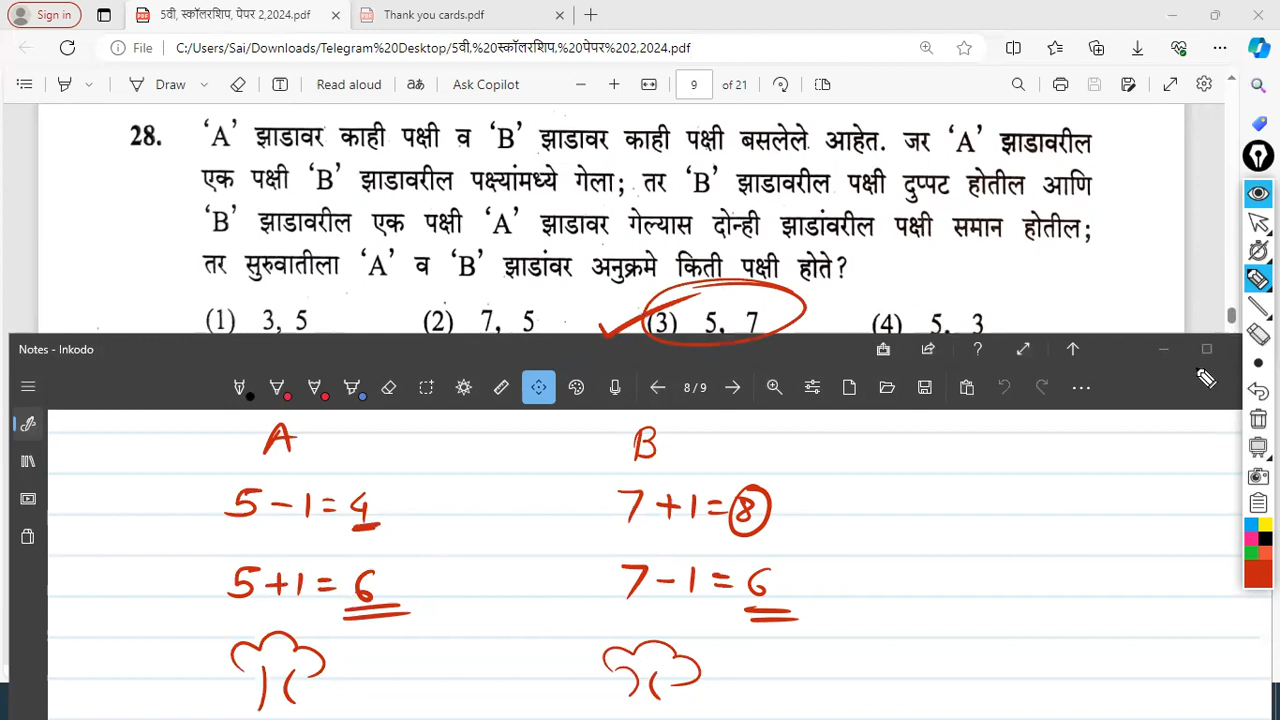 Sign in
5वी, स्कॉलरशिप, पेपर 2,2024.pdf
Thank you cards.pdf
File
C:/Users/Sai/Downloads/Telegram%20Desktop/5वी.%20स्कॉलरशिप.%20पेपर%202.2024.pdf
Draw
Read aloud
Ask Copilot
9 of 21
28. 'A' झाडावर काही पक्षी व 'B' झाडावर काही पक्षी बसलेले आहेत. जर 'A' झाडावरील
एक पक्षी 'B' झाडावरील पक्ष्यांमध्ये गेला; तर 'B' झाडावरील पक्षी दुप्पट होतील आणि
'B' झाडावरील एक पक्षी 'A' झाडावर गेल्यास दोन्ही झाडांवरील पक्षी समान होतील;
तर सुरुवातीला 'A' व 'B' झाडांवर अनुक्रमे किती पक्षी होते?
(1) 3, 5 (2) 7, 5 (3) 5, 7 (4) 5, 3
Notes - Inkodo
8/9
A B
5 - 1 = 4 7 + 1 = 8
5 + 1 = 6 7 - 1 = 6